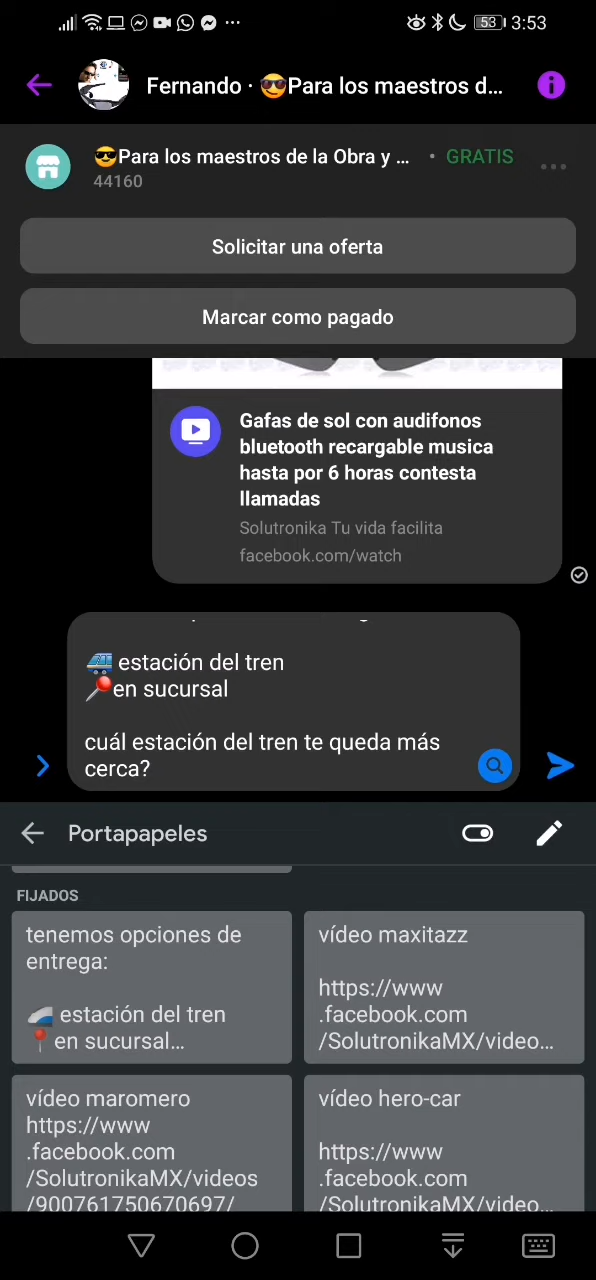 53 3:53
Fernando · 😎Para los maestros d...
😎Para los maestros de la Obra y ... • GRATIS
44160
Solicitar una oferta
Marcar como pagado
Gafas de sol con audifonos
bluetooth recargable musica
hasta por 6 horas contesta
llamadas
Solutronika Tu vida facilita
facebook.com/watch
🚈 estación del tren
📍en sucursal
cuál estación del tren te queda más
cerca?
Portapapeles
FIJADOS
tenemos opciones de
entrega:
🚄 estación del tren
📍en sucursal...
vídeo maxitazz
https://www
.facebook.com
/SolutronikaMX/video...
vídeo maromero
https://www
.facebook.com
/SolutronikaMX/videos
/900761750670697/
vídeo hero-car
https://www
.facebook.com
/SolutronikaMX/video...